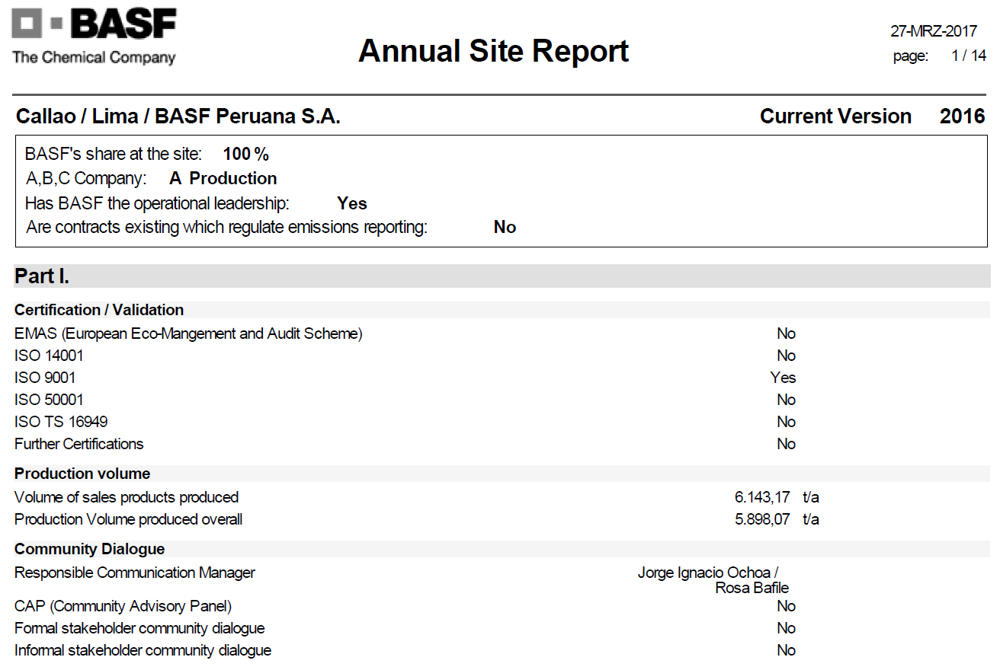 BASF
The Chemical Company
Annual Site Report
27-MRZ-2017
page: 1 / 14
Callao / Lima / BASF Peruana S.A. Current Version 2016
BASF's share at the site: 100 %
A,B,C Company: A Production
Has BASF the operational leadership: Yes
Are contracts existing which regulate emissions reporting: No
Part I.
Certification / Validation
EMAS (European Eco-Mangement and Audit Scheme) No
ISO 14001 No
ISO 9001 Yes
ISO 50001 No
ISO TS 16949 No
Further Certifications No
Production volume
Volume of sales products produced 6.143,17 t/a
Production Volume produced overall 5.898,07 t/a
Community Dialogue
Responsible Communication Manager Jorge Ignacio Ochoa /
Rosa Bafile
CAP (Community Advisory Panel) No
Formal stakeholder community dialogue No
Informal stakeholder community dialogue No